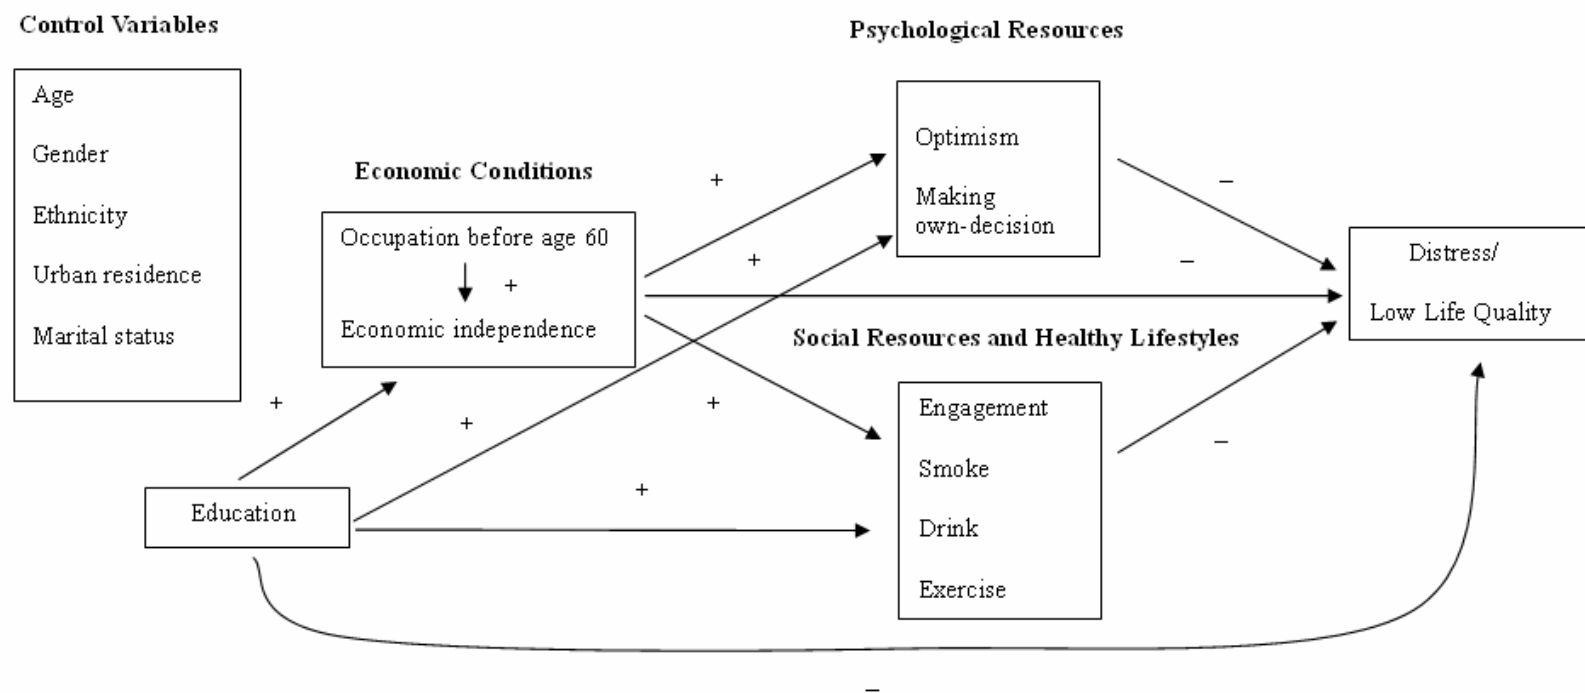 Control Variables
Age
Gender
Ethnicity
Urban residence
Marital status
Economic Conditions
Occupation before age 60
+
Economic independence
+
Education
+
+
+
+
+
Psychological Resources
Optimism
Making
own-decision
–
–
Social Resources and Healthy Lifestyles
Engagement
Smoke
Drink
Exercise
–
Distress/
Low Life Quality
–